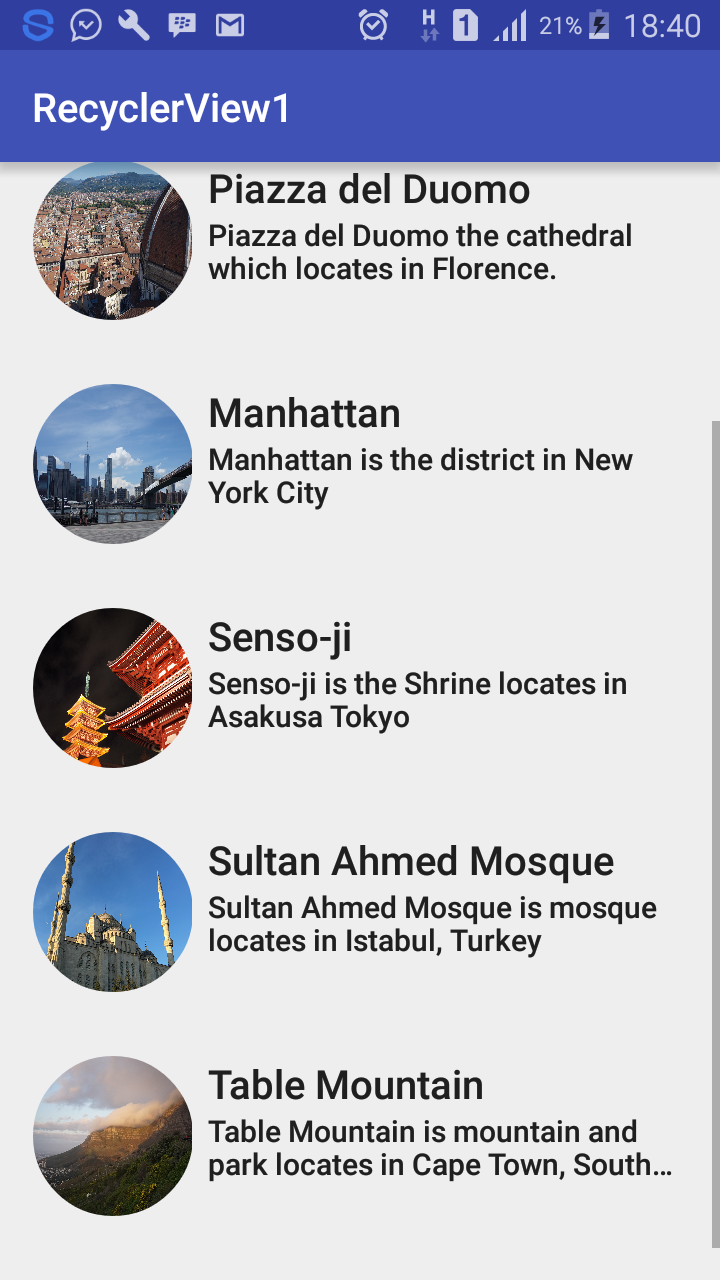 H 1 21% 18:40
RecyclerView1
Piazza del Duomo
Piazza del Duomo the cathedral
which locates in Florence.
Manhattan
Manhattan is the district in New
York City
Senso-ji
Senso-ji is the Shrine locates in
Asakusa Tokyo
Sultan Ahmed Mosque
Sultan Ahmed Mosque is mosque
locates in Istabul, Turkey
Table Mountain
Table Mountain is mountain and
park locates in Cape Town, South...